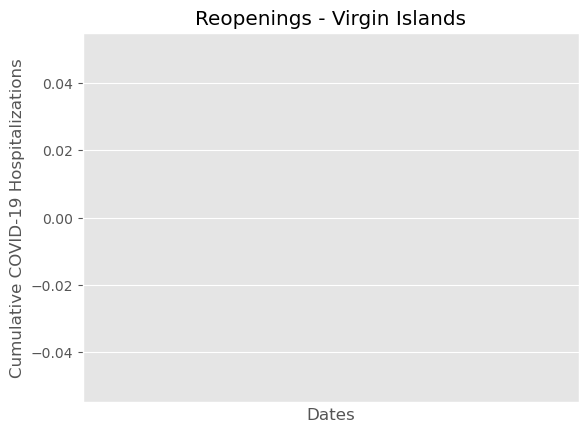 Reopenings - Virgin Islands
Cumulative COVID-19 Hospitalizations
0.04
0.02
0.00
−0.02
−0.04
Dates